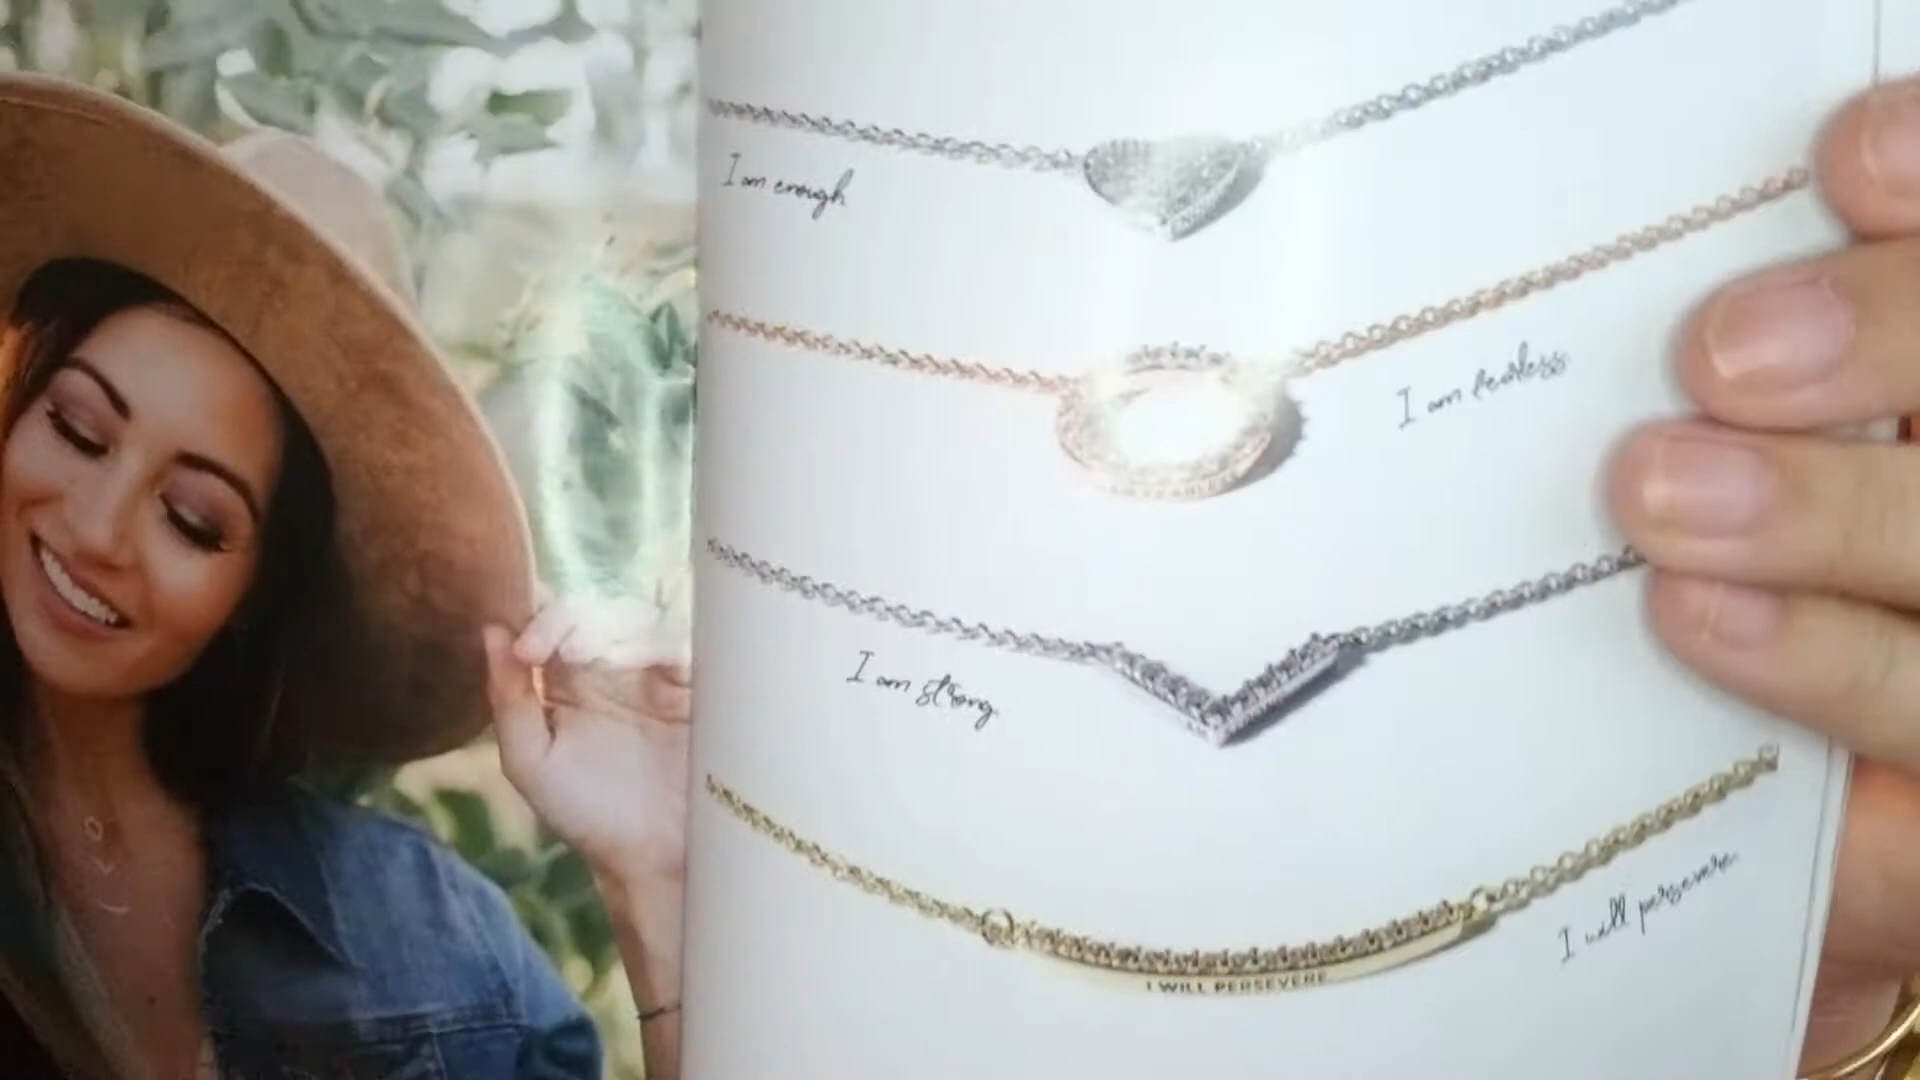 I am enough
I am fearless
I am strong
I will persevere
I WILL PERSEVERE